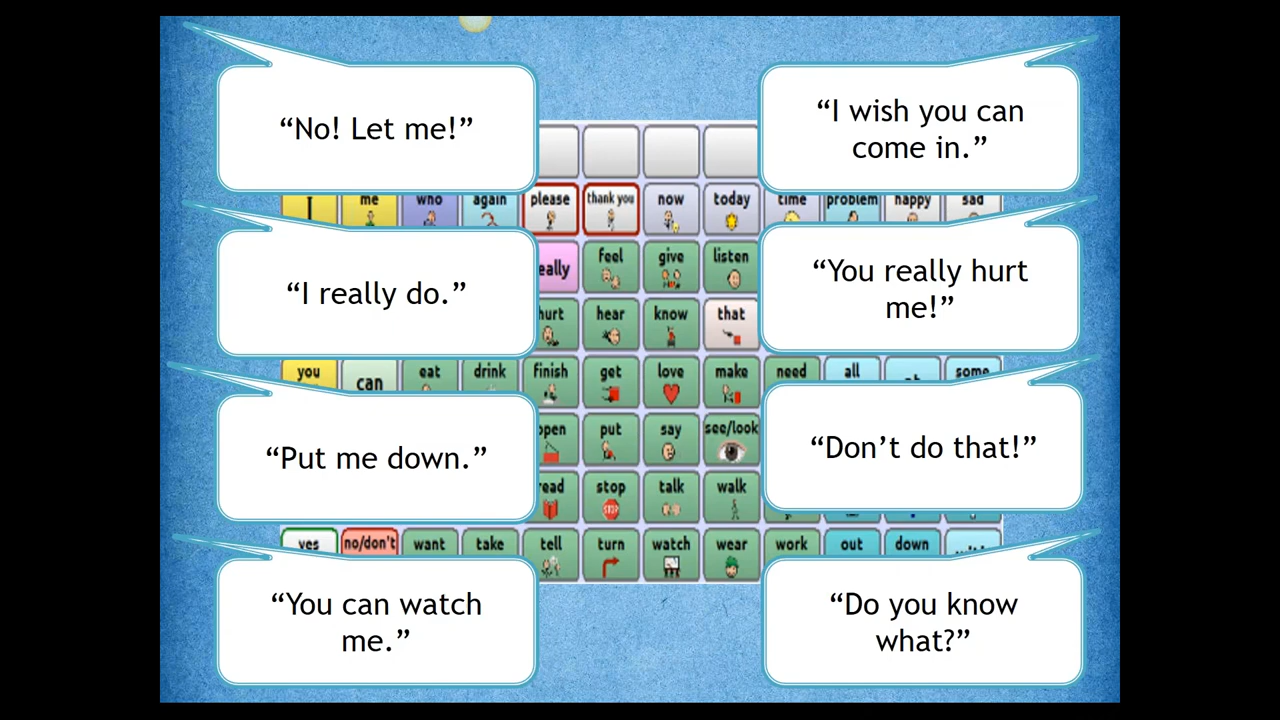 “No! Let me!”
“I wish you can
come in.”
I me who again please thank you now today time problem happy sad
“I really do.”
feel give listen
“You really hurt
me!”
hurt hear know that
you can eat drink finish get love make need all some
“Put me down.”
open put say see/look
“Don’t do that!”
read stop talk walk
yes no/don't want take tell turn watch wear work out down
“You can watch
me.”
“Do you know
what?”